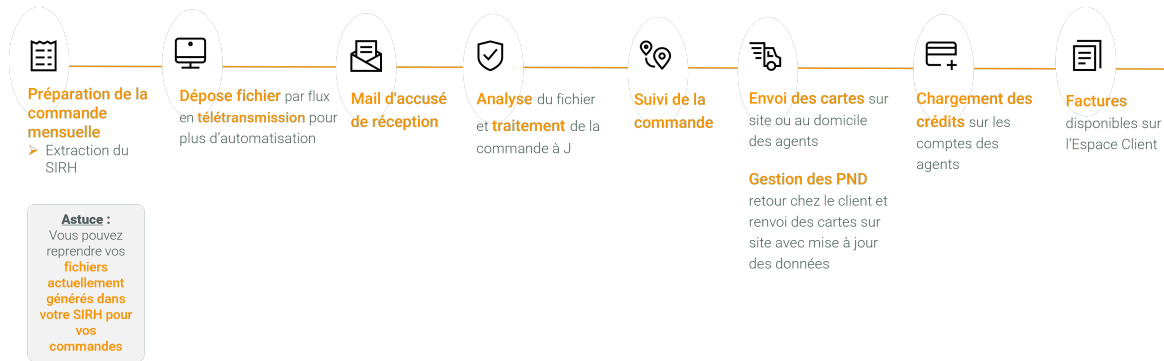 Préparation de la
commande
mensuelle
➢ Extraction du
SIRH
Astuce :
Vous pouvez
reprendre vos
fichiers
actuellement
générés dans
votre SIRH pour
vos
commandes
Dépose fichier par flux
en télétransmission pour
plus d’automatisation
Mail d'accusé
de réception
Analyse du fichier
et traitement de la
commande à J
Suivi de la
commande
Envoi des cartes sur
site ou au domicile
des agents
Gestion des PND
retour chez le client et
renvoi des cartes sur
site avec mise à jour
des données
Chargement des
crédits sur les
comptes des
agents
Factures
disponibles sur
l’Espace Client